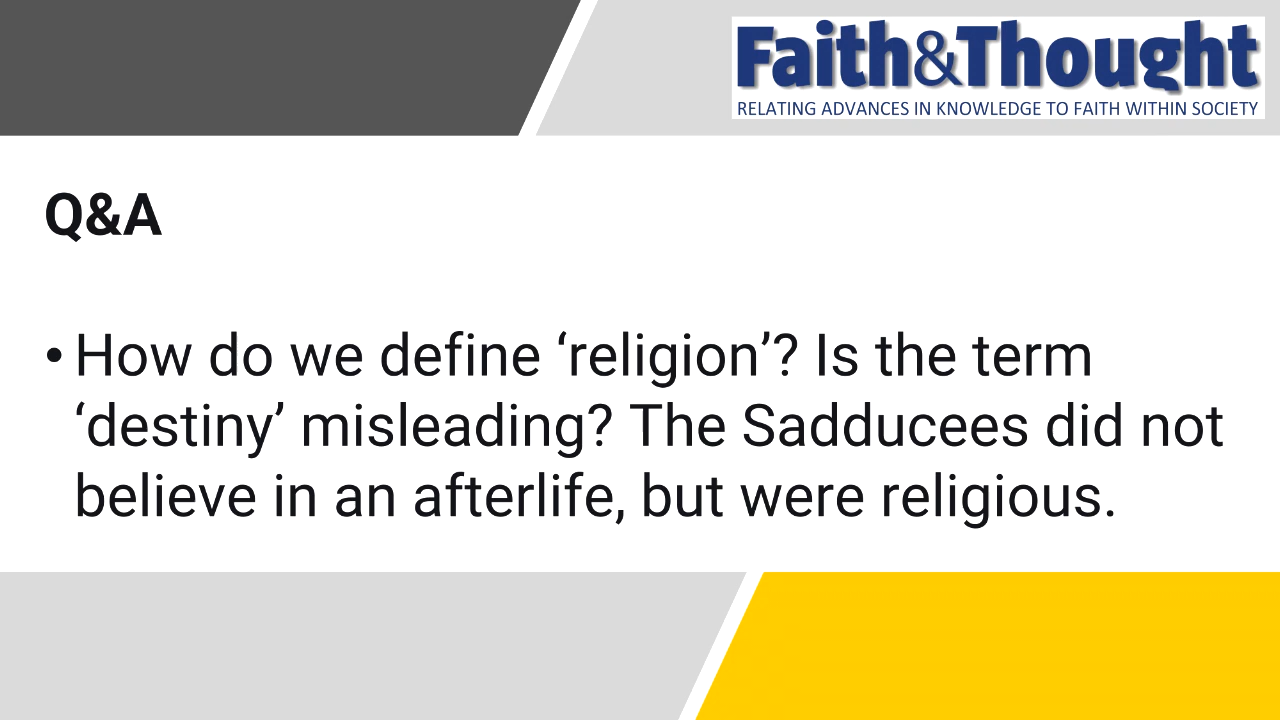 Faith&Thought
RELATING ADVANCES IN KNOWLEDGE TO FAITH WITHIN SOCIETY
Q&A
• How do we define ‘religion’? Is the term
‘destiny’ misleading? The Sadducees did not
believe in an afterlife, but were religious.